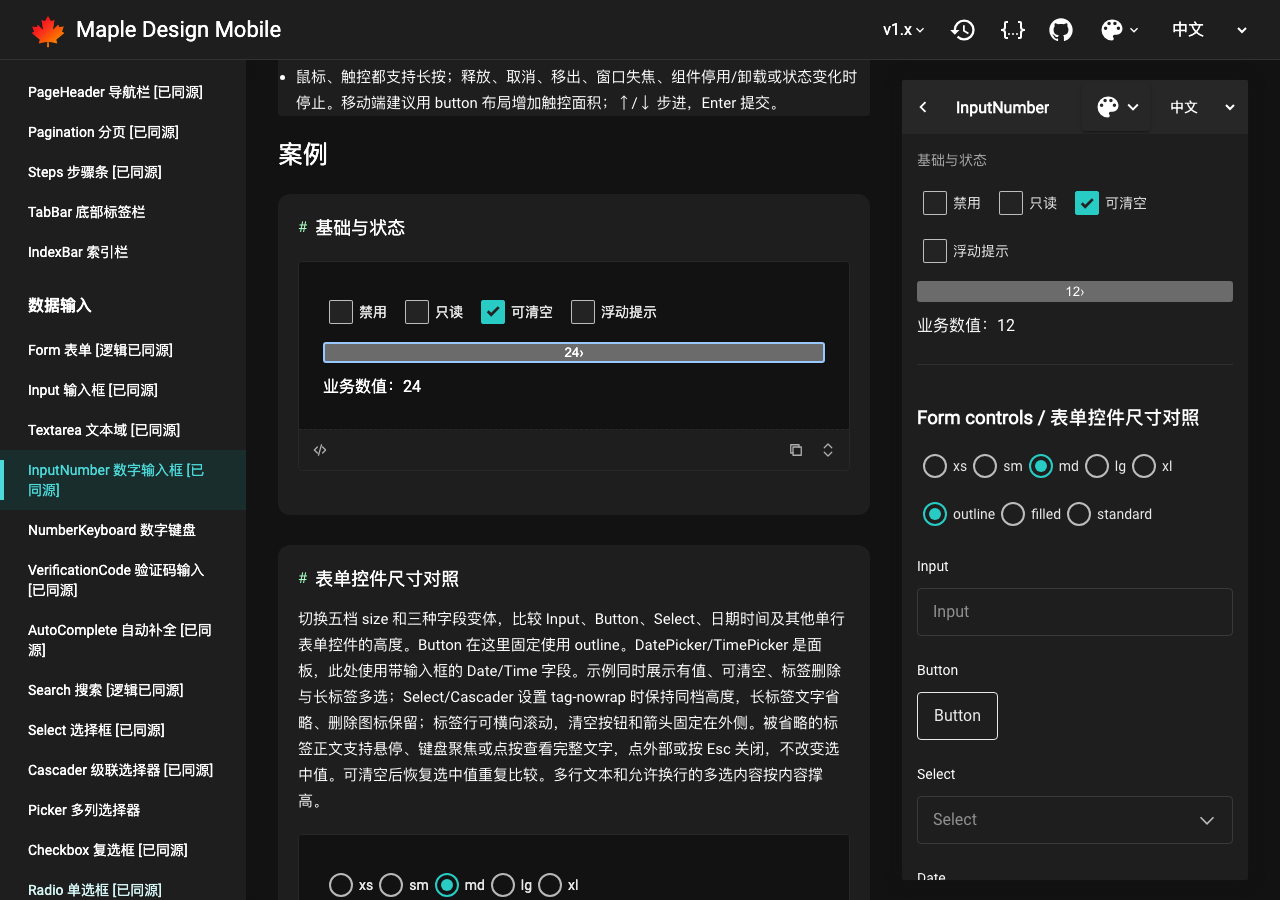 Maple Design Mobile
v1.x
{...}
中文
PageHeader 导航栏 [已同源]
Pagination 分页 [已同源]
Steps 步骤条 [已同源]
TabBar 底部标签栏
IndexBar 索引栏
数据输入
Form 表单 [逻辑已同源]
Input 输入框 [已同源]
Textarea 文本域 [已同源]
InputNumber 数字输入框 [已
同源]
NumberKeyboard 数字键盘
VerificationCode 验证码输入
[已同源]
AutoComplete 自动补全 [已同
源]
Search 搜索 [逻辑已同源]
Select 选择框 [已同源]
Cascader 级联选择器 [已同源]
Picker 多列选择器
Checkbox 复选框 [已同源]
Radio 单选框 [已同源]
鼠标、触控都支持长按；释放、取消、移出、窗口失焦、组件停用/卸载或状态变化时
停止。移动端建议用 button 布局增加触控面积；↑/↓ 步进，Enter 提交。
案例
# 基础与状态
禁用 只读 可清空 浮动提示
24›
业务数值：24
# 表单控件尺寸对照
切换五档 size 和三种字段变体，比较 Input、Button、Select、日期时间及其他单行
表单控件的高度。Button 在这里固定使用 outline。DatePicker/TimePicker 是面
板，此处使用带输入框的 Date/Time 字段。示例同时展示有值、可清空、标签删除
与长标签多选；Select/Cascader 设置 tag-nowrap 时保持同档高度，长标签文字省
略、删除图标保留；标签行可横向滚动，清空按钮和箭头固定在外侧。被省略的标
签正文支持悬停、键盘聚焦或点按查看完整文字，点外部或按 Esc 关闭，不改变选
中值。可清空后恢复选中值重复比较。多行文本和允许换行的多选内容按内容撑
高。
xs sm md lg xl
InputNumber
中文
基础与状态
禁用 只读 可清空
浮动提示
12›
业务数值：12
Form controls / 表单控件尺寸对照
xs sm md lg xl
outline filled standard
Input
Input
Button
Button
Select
Select
Date